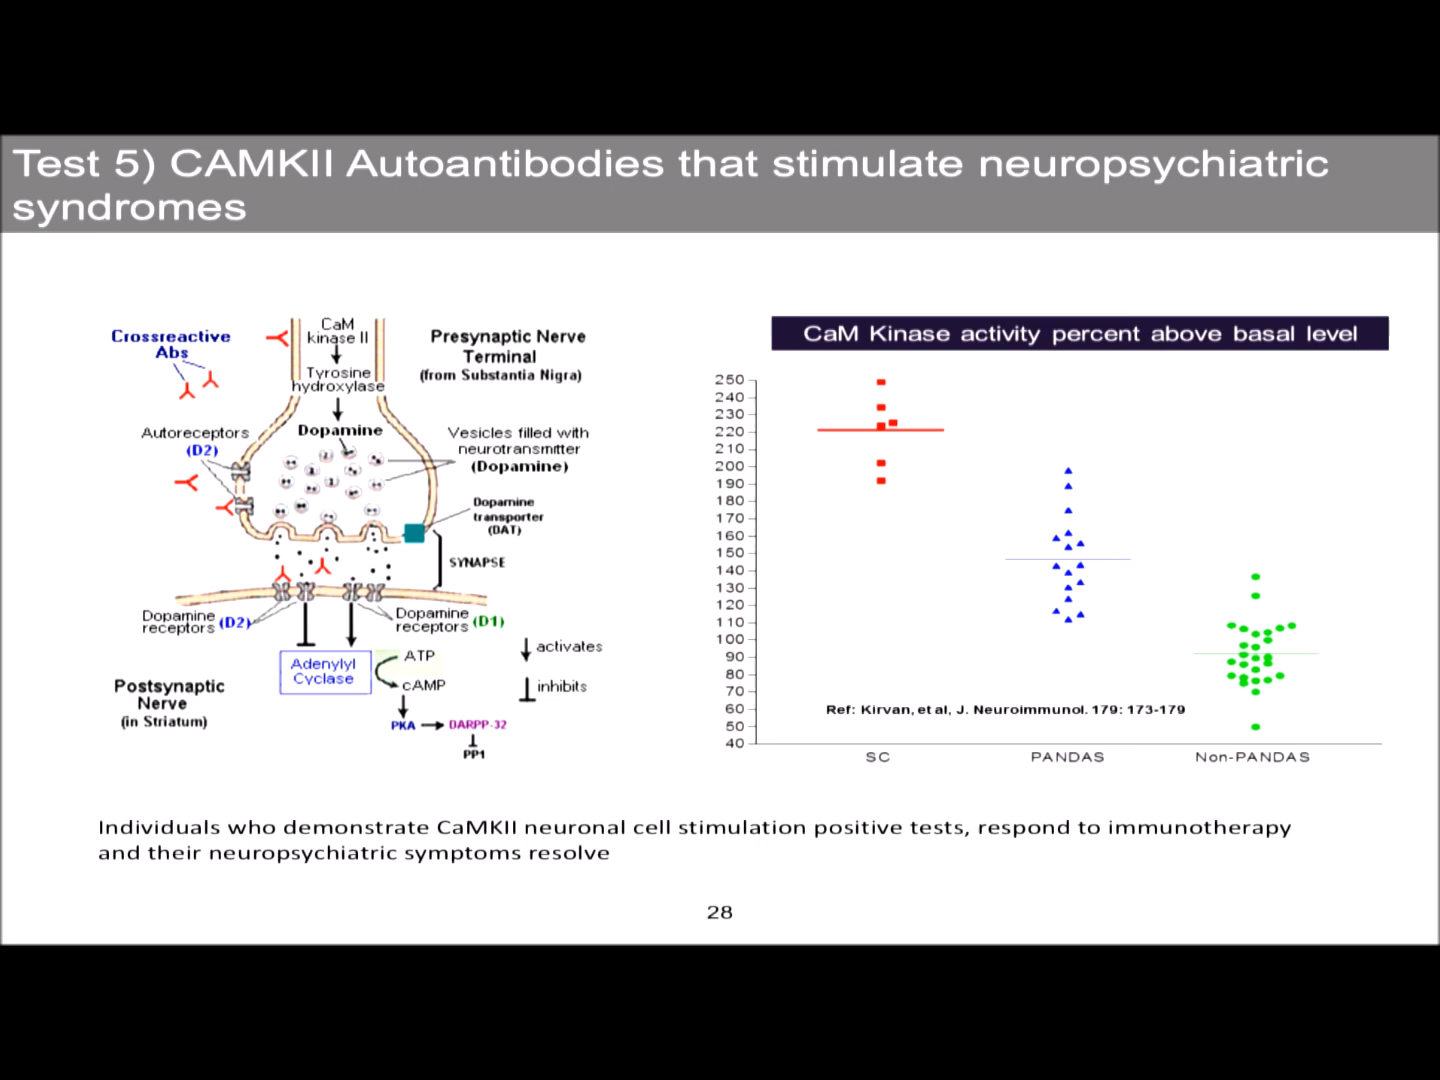 Test 5) CAMKII Autoantibodies that stimulate neuropsychiatric
syndromes
Crossreactive
Abs
CaM
kinase II
Tyrosine
hydroxylase
Dopamine
Presynaptic Nerve
Terminal
(from Substantia Nigra)
Autoreceptors
(D2)
Vesicles filled with
neurotransmitter
(Dopamine)
Dopamine
transporter
(DAT)
SYNAPSE
Dopamine
receptors (D2)
Dopamine
receptors (D1)
Adenylyl
Cyclase
ATP
cAMP
PKA
DARPP-32
PP1
activates
inhibits
Postsynaptic
Nerve
(in Striatum)
CaM Kinase activity percent above basal level
250
240
230
220
210
200
190
180
170
160
150
140
130
120
110
100
90
80
70
60
50
40
Ref: Kirvan, et al, J. Neuroimmunol. 179: 173-179
SC
PANDAS
Non-PANDAS
Individuals who demonstrate CaMKII neuronal cell stimulation positive tests, respond to immunotherapy
and their neuropsychiatric symptoms resolve
28